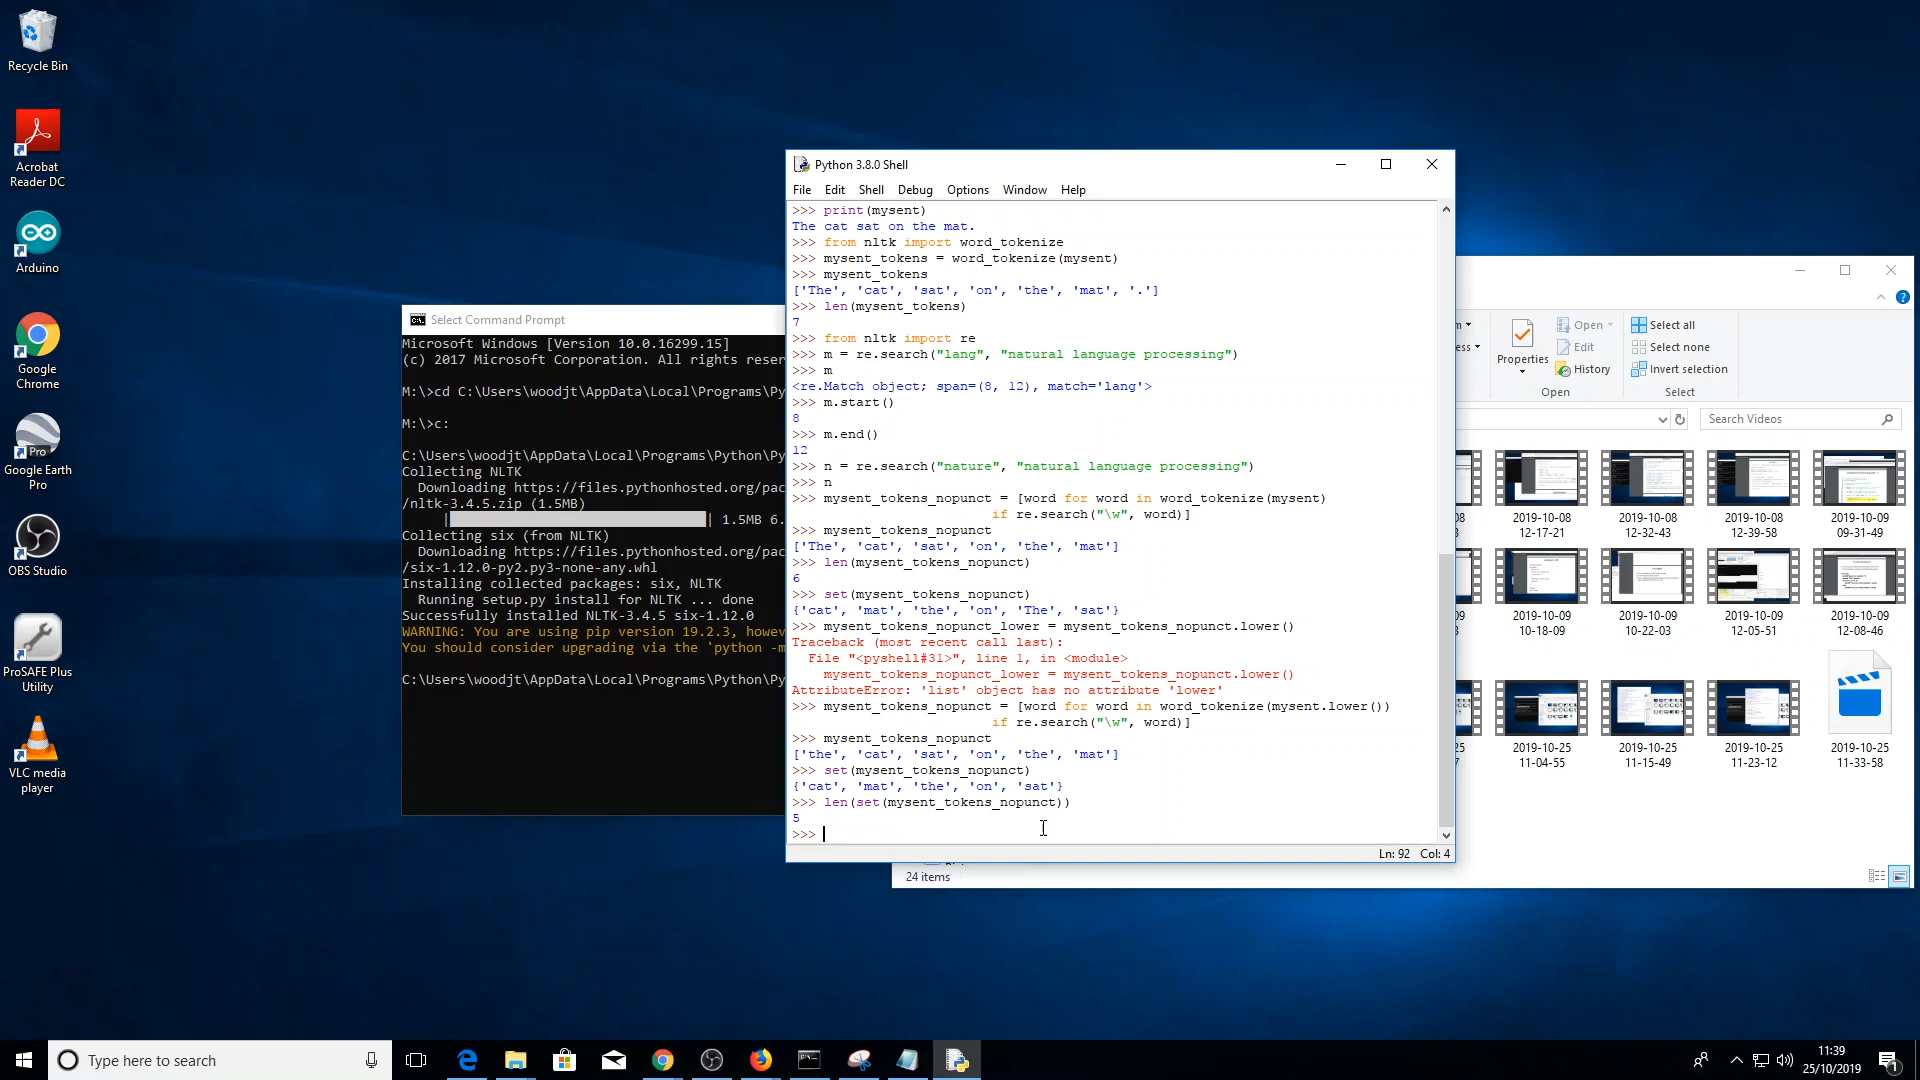 Recycle Bin
Acrobat
Reader DC
Arduino
Google
Chrome
Pro
Google Earth
Pro
OBS Studio
ProSAFE Plus
Utility
VLC media
player
Select Command Prompt
Microsoft Windows [Version 10.0.16299.15]
(c) 2017 Microsoft Corporation. All rights reser
M:\>cd C:\Users\woodjt\AppData\Local\Programs\Py
M:\>c:
C:\Users\woodjt\AppData\Local\Programs\Python\Py
Collecting NLTK
Downloading https://files.pythonhosted.org/pac
/nltk-3.4.5.zip (1.5MB)
| | 1.5MB 6.
Collecting six (from NLTK)
Downloading https://files.pythonhosted.org/pac
/six-1.12.0-py2.py3-none-any.whl
Installing collected packages: six, NLTK
Running setup.py install for NLTK ... done
Successfully installed NLTK-3.4.5 six-1.12.0
WARNING: You are using pip version 19.2.3, howev
You should consider upgrading via the 'python -m
C:\Users\woodjt\AppData\Local\Programs\Python\Py
Python 3.8.0 Shell
File Edit Shell Debug Options Window Help
>>> print(mysent)
The cat sat on the mat.
>>> from nltk import word_tokenize
>>> mysent_tokens = word_tokenize(mysent)
>>> mysent_tokens
['The', 'cat', 'sat', 'on', 'the', 'mat', '.']
>>> len(mysent_tokens)
7
>>> from nltk import re
>>> m = re.search("lang", "natural language processing")
>>> m
<re.Match object; span=(8, 12), match='lang'>
>>> m.start()
8
>>> m.end()
12
>>> n = re.search("nature", "natural language processing")
>>> n
>>> mysent_tokens_nopunct = [word for word in word_tokenize(mysent)
if re.search("\w", word)]
>>> mysent_tokens_nopunct
['The', 'cat', 'sat', 'on', 'the', 'mat']
>>> len(mysent_tokens_nopunct)
6
>>> set(mysent_tokens_nopunct)
{'cat', 'mat', 'the', 'on', 'The', 'sat'}
>>> mysent_tokens_nopunct_lower = mysent_tokens_nopunct.lower()
Traceback (most recent call last):
File "<pyshell#31>", line 1, in <module>
mysent_tokens_nopunct_lower = mysent_tokens_nopunct.lower()
AttributeError: 'list' object has no attribute 'lower'
>>> mysent_tokens_nopunct = [word for word in word_tokenize(mysent.lower())
if re.search("\w", word)]
>>> mysent_tokens_nopunct
['the', 'cat', 'sat', 'on', 'the', 'mat']
>>> set(mysent_tokens_nopunct)
{'cat', 'mat', 'the', 'on', 'sat'}
>>> len(set(mysent_tokens_nopunct))
5
>>>
Ln: 92 Col: 4
Properties
Open
Edit
History
Open
Select all
Select none
Invert selection
Select
Search Videos
2019-10-08
12-17-21
2019-10-08
12-32-43
2019-10-08
12-39-58
2019-10-09
09-31-49
2019-10-09
10-18-09
2019-10-09
10-22-03
2019-10-09
12-05-51
2019-10-09
12-08-46
2019-10-25
11-04-55
2019-10-25
11-15-49
2019-10-25
11-23-12
2019-10-25
11-33-58
24 items
Type here to search
11:39
25/10/2019
1